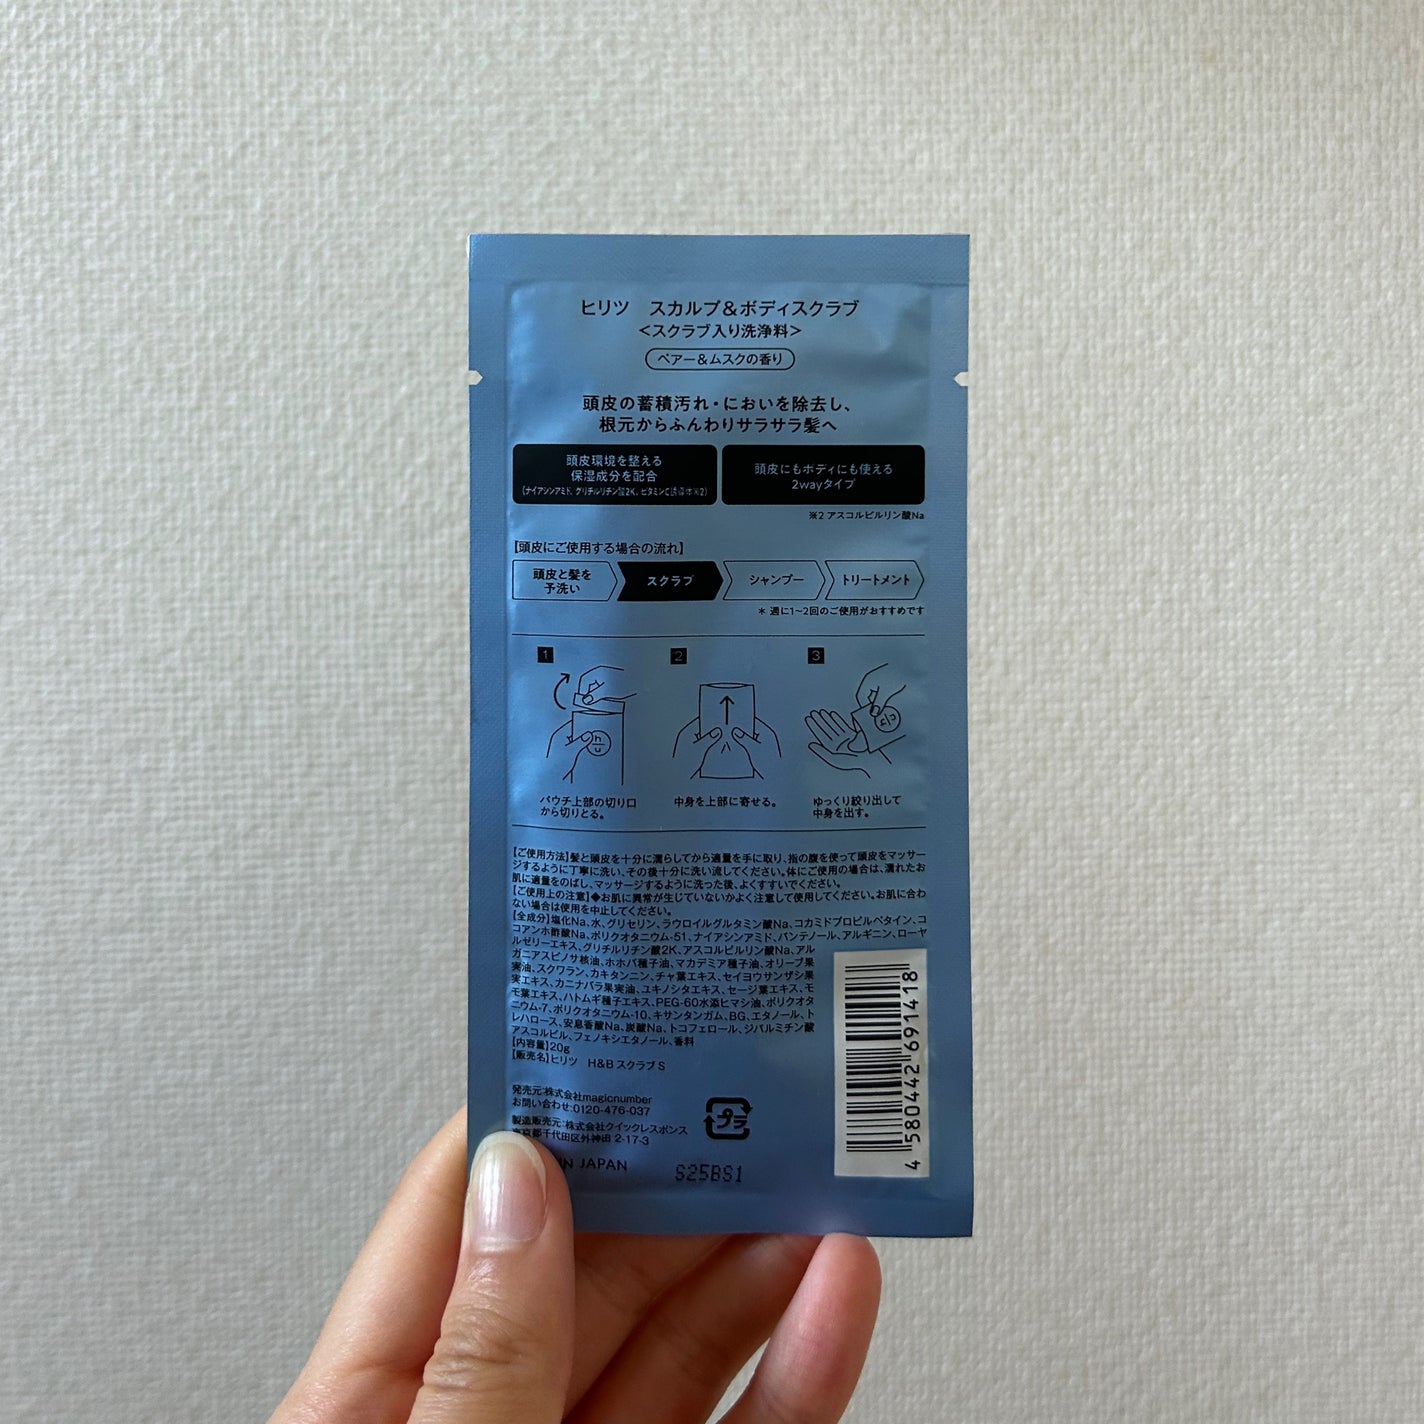 ヒリツ　スカルプ＆ボディスクラブ
＜スクラブ入り洗浄料＞
ペアー＆ムスクの香り
頭皮の蓄積汚れ・においを除去し、
根元からふんわりサラサラ髪へ
頭皮環境を整える
保湿成分を配合
(ナイアシンアミド、グリチルリチン酸2K、ビタミンC誘導体※2)
頭皮にもボディにも使える
2wayタイプ
※2 アスコルビルリン酸Na
【頭皮にご使用する場合の流れ】
頭皮と髪を
予洗い
スクラブ
シャンプー
トリートメント
＊ 週に1〜2回のご使用がおすすめです
1
2
3
h
u
パウチ上部の切り口
から切りとる。
中身を上部に寄せる。
ゆっくり絞り出して
中身を出す。
【ご使用方法】髪と頭皮を十分に濡らしてから適量を手に取り、指の腹を使って頭皮をマッサー
ジするように丁寧に洗い、その後十分に洗い流してください。体にご使用の場合は、濡れたお
肌に適量をのばし、マッサージするように洗った後、よくすすいでください。
【ご使用上の注意】◆お肌に異常が生じていないかよく注意して使用してください。お肌に合わ
ない場合は使用を中止してください。
【全成分】塩化Na、水、グリセリン、ラウロイルグルタミン酸Na、コカミドプロピルベタイン、コ
コアンホ酢酸Na、ポリクオタニウム-51、ナイアシンアミド、パンテノール、アルギニン、ローヤ
ルゼリーエキス、グリチルリチン酸2K、アスコルビルリン酸Na、アル
ガニアスピノサ核油、ホホバ種子油、マカデミア種子油、オリーブ果
実油、スクワラン、カキタンニン、チャ葉エキス、セイヨウサンザシ果
実エキス、カニナバラ果実油、ユキノシタエキス、セージ葉エキス、モ
モ葉エキス、ハトムギ種子エキス、PEG-60水添ヒマシ油、ポリクオタ
ニウム-7、ポリクオタニウム-10、キサンタンガム、BG、エタノール、ト
レハロース、安息香酸Na、炭酸Na、トコフェロール、ジパルミチン酸
アスコルビル、フェノキシエタノール、香料
【内容量】20g
【販売名】ヒリツ　H&B スクラブ S
発売元:株式会社magicnumber
お問い合わせ:0120-476-037
製造販売元:株式会社クイックレスポンス
東京都千代田区外神田 2-17-3
IN JAPAN
プラ
S25BS1
4 580442 691418